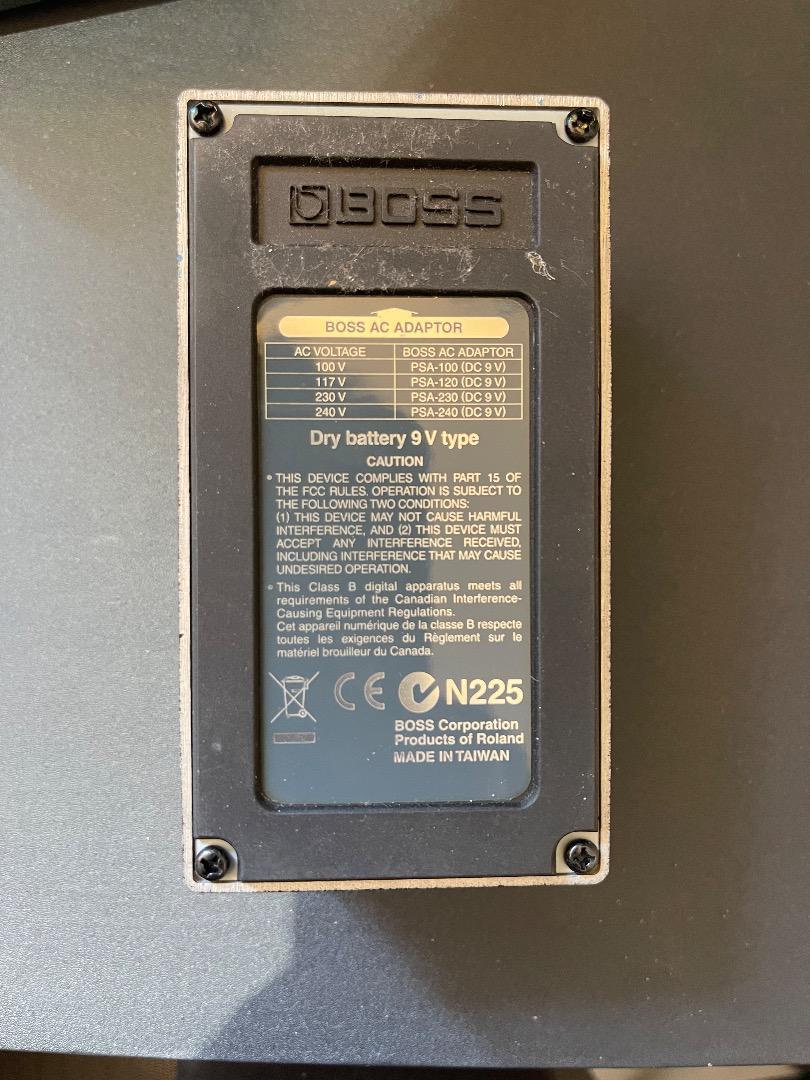 BOSS
BOSS AC ADAPTOR
AC VOLTAGE BOSS AC ADAPTOR
100 V PSA-100 (DC 9 V)
117 V PSA-120 (DC 9 V)
230 V PSA-230 (DC 9 V)
240 V PSA-240 (DC 9 V)
Dry battery 9 V type
CAUTION
• THIS DEVICE COMPLIES WITH PART 15 OF
THE FCC RULES. OPERATION IS SUBJECT TO
THE FOLLOWING TWO CONDITIONS:
(1) THIS DEVICE MAY NOT CAUSE HARMFUL
INTERFERENCE, AND (2) THIS DEVICE MUST
ACCEPT ANY INTERFERENCE RECEIVED,
INCLUDING INTERFERENCE THAT MAY CAUSE
UNDESIRED OPERATION.
• This Class B digital apparatus meets all
requirements of the Canadian Interference-
Causing Equipment Regulations.
Cet appareil numérique de la classe B respecte
toutes les exigences du Règlement sur le
matériel brouilleur du Canada.
CE N225
BOSS Corporation
Products of Roland
MADE IN TAIWAN